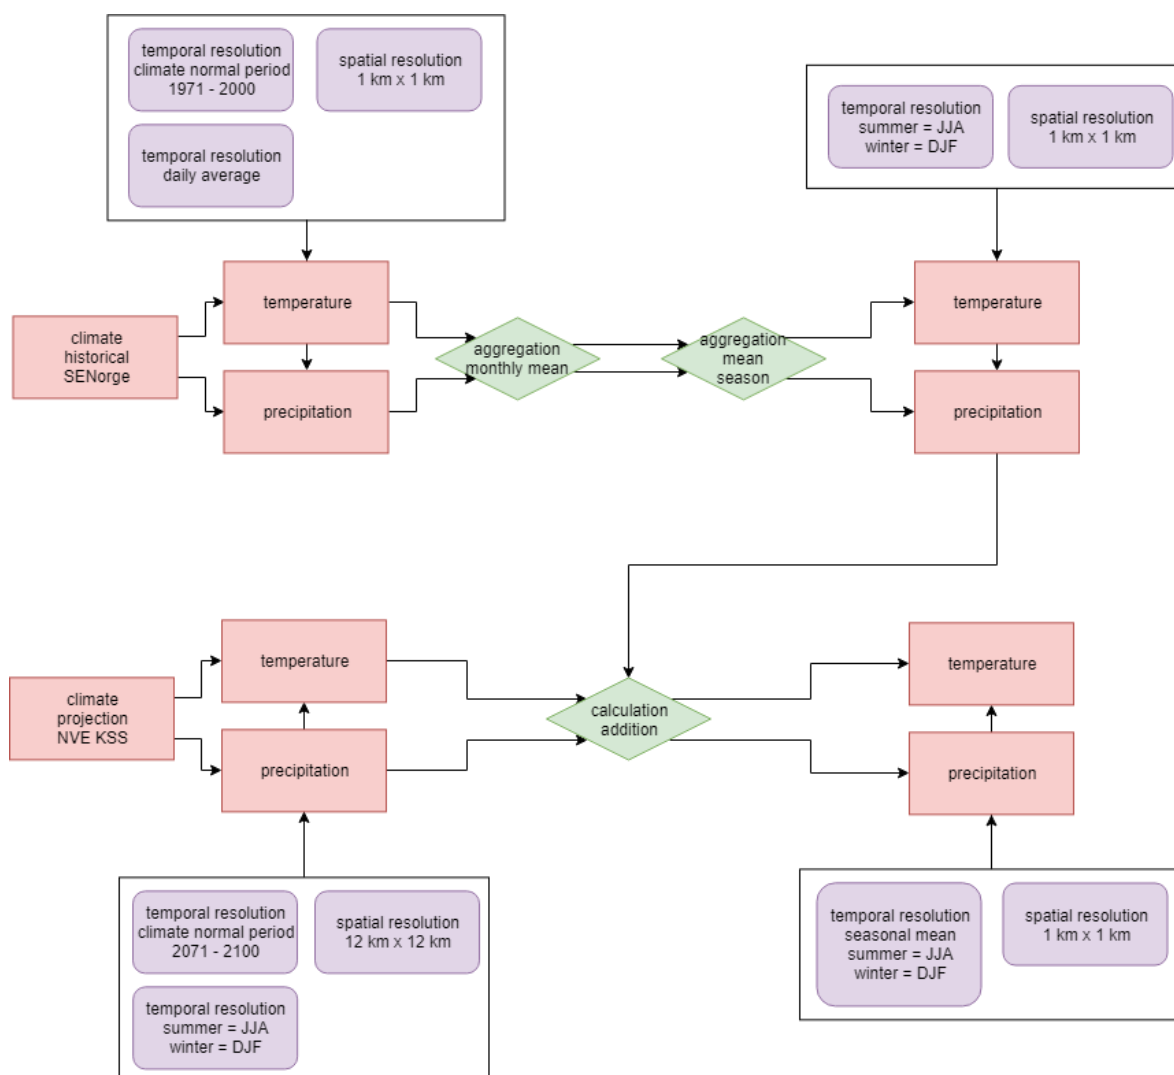 temporal resolution
climate normal period
1971 - 2000
spatial resolution
1 km x 1 km
temporal resolution
daily average
temporal resolution
summer = JJA
winter = DJF
spatial resolution
1 km x 1 km
climate
historical
SENorge
temperature
precipitation
aggregation
monthly mean
aggregation
mean
season
temperature
precipitation
climate
projection
NVE KSS
temperature
precipitation
calculation
addition
temperature
precipitation
temporal resolution
climate normal period
2071 - 2100
spatial resolution
12 km x 12 km
temporal resolution
summer = JJA
winter = DJF
temporal resolution
seasonal mean
summer = JJA
winter = DJF
spatial resolution
1 km x 1 km